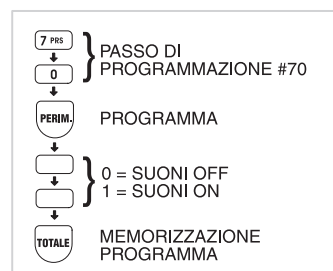 7 PRS
0
PASSO DI
PROGRAMMAZIONE #70
PERIM.
PROGRAMMA
0 = SUONI OFF
1 = SUONI ON
TOTALE
MEMORIZZAZIONE
PROGRAMMA